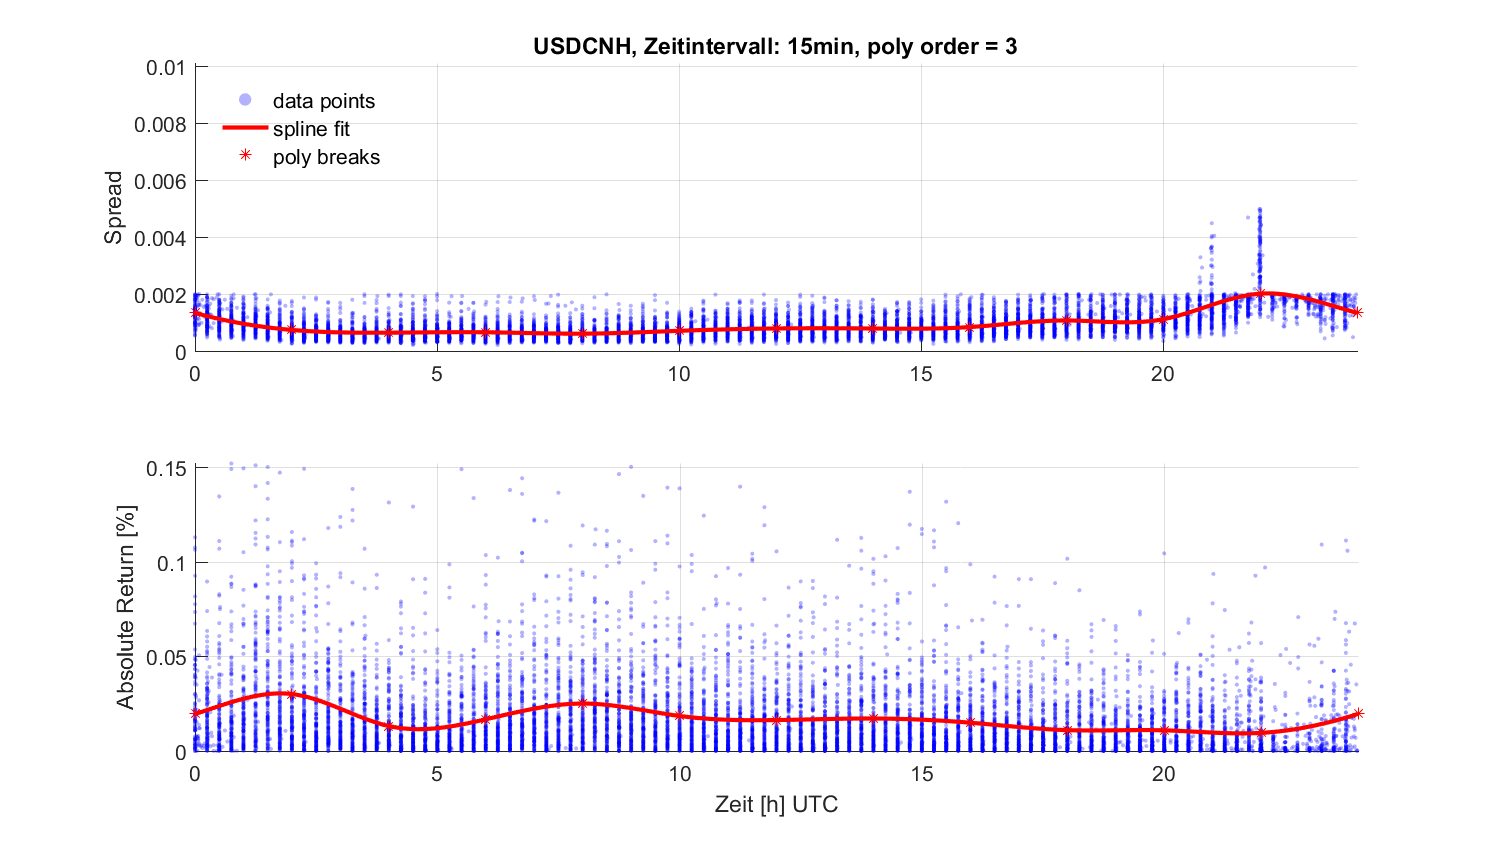 USDCNH, Zeitintervall: 15min, poly order = 3
0.01
0.008
0.006
0.004
0.002
0
Spread
data points
spline fit
poly breaks
0 5 10 15 20
0.15
0.1
0.05
0
Absolute Return [%]
0 5 10 15 20
Zeit [h] UTC